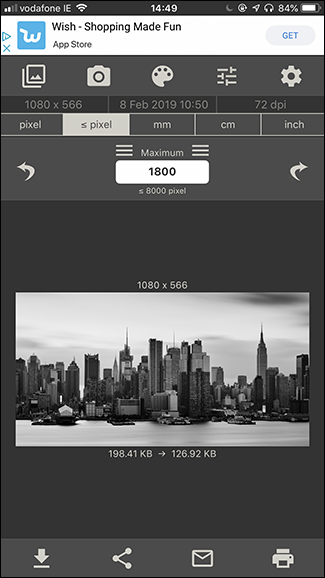 vodafone IE 14:49 84%
Wish - Shopping Made Fun
App Store
GET
1080 x 566 8 Feb 2019 10:50 72 dpi
pixel ≤ pixel mm cm inch
Maximum
1800
≤ 8000 pixel
1080 x 566
198.41 KB → 126.92 KB